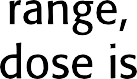 range,
dose is